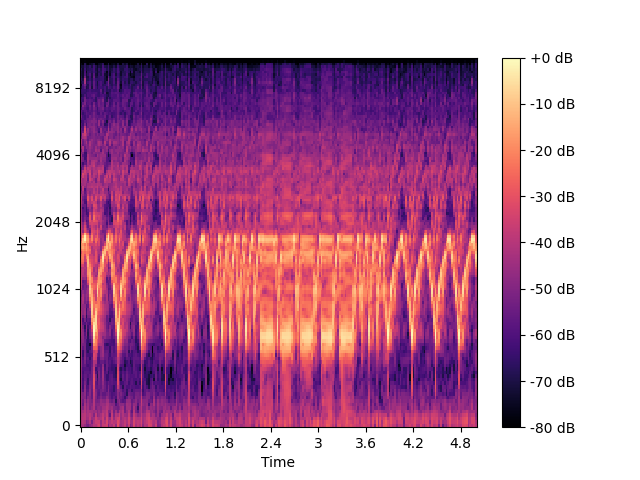 +0 dB
8192
-10 dB
4096
-20 dB
-30 dB
2048
Hz
-40 dB
1024
-50 dB
512
-60 dB
-70 dB
0
-80 dB
0 0.6 1.2 1.8 2.4 3 3.6 4.2 4.8
Time